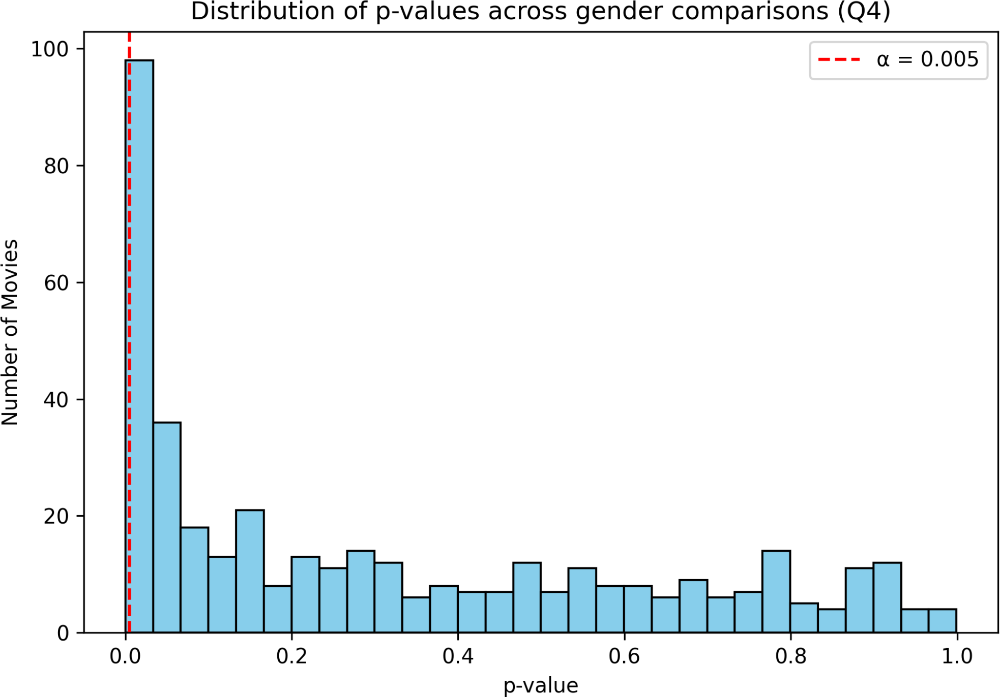 Distribution of p-values across gender comparisons (Q4)
α = 0.005
Number of Movies
100
80
60
40
20
0
0.0 0.2 0.4 0.6 0.8 1.0
p-value